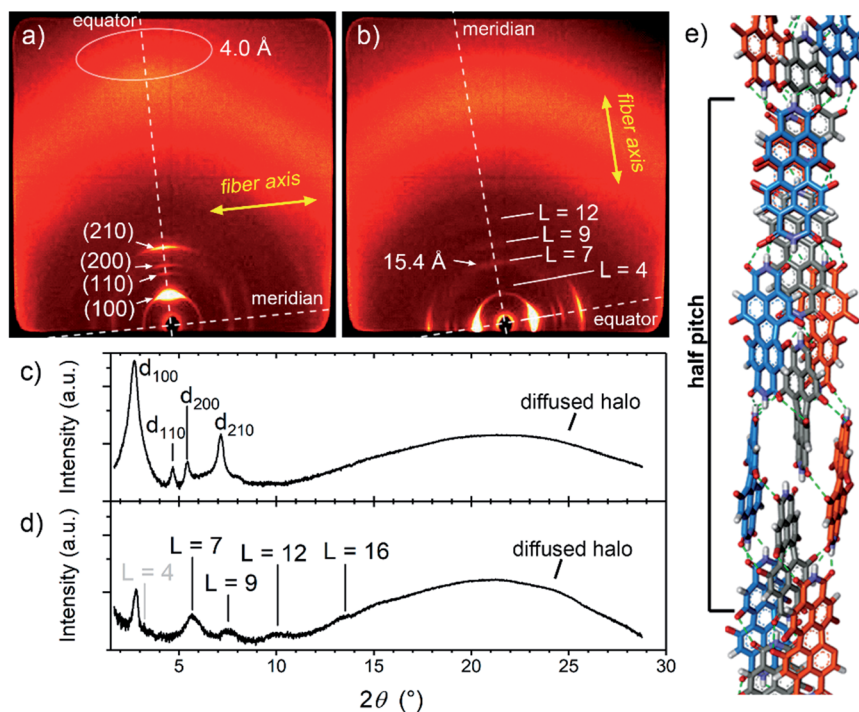 a)
equator
4.0 Å
fiber axis
(210)
(200)
(110)
(100)
meridian
b)
meridian
fiber axis
L = 12
L = 9
15.4 Å
L = 7
L = 4
equator
e)
half pitch
c)
Intensity (a.u.)
d100
d110
d200
d210
diffused halo
d)
Intensity (a.u.)
L = 4
L = 7
L = 9
L = 12
L = 16
diffused halo
5 10 15 20 25 30
2θ (°)